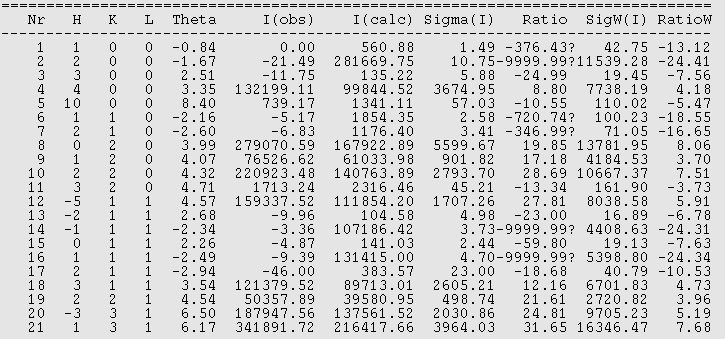 Nr H K L Theta I(obs) I(calc) Sigma(I) Ratio SigW(I) RatioW
1 1 0 0 -0.84 0.00 560.88 1.49 -376.43? 42.75 -13.12
2 2 0 0 -1.67 -21.49 281669.75 10.75-9999.99?11539.28 -24.41
3 3 0 0 2.51 -11.75 135.22 5.88 -24.99 19.45 -7.56
4 4 0 0 3.35 132199.11 99844.52 3674.95 8.80 7738.19 4.18
5 10 0 0 8.40 739.17 1341.11 57.03 -10.55 110.02 -5.47
6 1 1 0 -2.16 -5.17 1854.35 2.58 -720.74? 100.23 -18.55
7 2 1 0 -2.60 -6.83 1176.40 3.41 -346.99? 71.05 -16.65
8 0 2 0 3.99 279070.59 167922.89 5599.67 19.85 13781.95 8.06
9 1 2 0 4.07 76526.62 61033.98 901.82 17.18 4184.53 3.70
10 2 2 0 4.32 220923.48 140763.89 2793.70 28.69 10667.37 7.51
11 3 2 0 4.71 1713.24 2316.46 45.21 -13.34 161.90 -3.73
12 -5 1 1 4.57 159337.52 111854.20 1707.26 27.81 8038.58 5.91
13 -2 1 1 2.68 -9.96 104.58 4.98 -23.00 16.89 -6.78
14 -1 1 1 -2.34 -3.36 107186.42 3.73-9999.99? 4408.63 -24.31
15 0 1 1 2.26 -4.87 141.03 2.44 -59.80 19.13 -7.63
16 1 1 1 -2.49 -9.39 131415.00 4.70-9999.99? 5398.80 -24.34
17 2 1 1 -2.94 -46.00 383.57 23.00 -18.68 40.79 -10.53
18 3 1 1 3.54 121379.52 89713.01 2605.21 12.16 6701.83 4.73
19 2 2 1 4.54 50357.89 39580.95 498.74 21.61 2720.82 3.96
20 -3 3 1 6.50 187947.56 137561.52 2030.86 24.81 9705.23 5.19
21 1 3 1 6.17 341891.72 216417.66 3964.03 31.65 16346.47 7.68